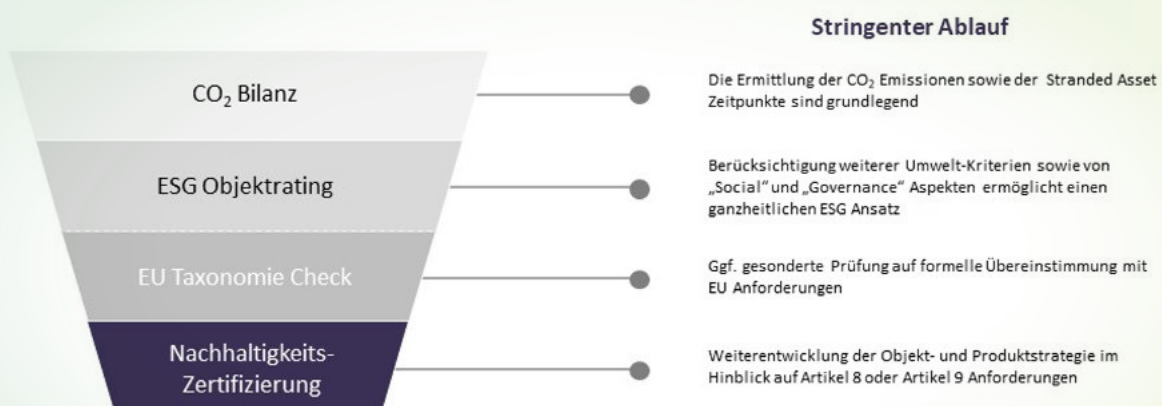 Stringenter Ablauf
CO₂ Bilanz
Die Ermittlung der CO₂ Emissionen sowie der Stranded Asset
Zeitpunkte sind grundlegend
ESG Objektrating
Berücksichtigung weiterer Umwelt-Kriterien sowie von
„Social“ und „Governance“ Aspekten ermöglicht einen
ganzheitlichen ESG Ansatz
EU Taxonomie Check
Ggf. gesonderte Prüfung auf formelle Übereinstimmung mit
EU Anforderungen
Nachhaltigkeits-
Zertifizierung
Weiterentwicklung der Objekt- und Produktstrategie im
Hinblick auf Artikel 8 oder Artikel 9 Anforderungen